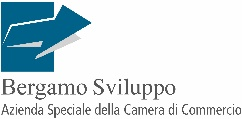 Bergamo Sviluppo
Azienda Speciale della Camera di Commercio